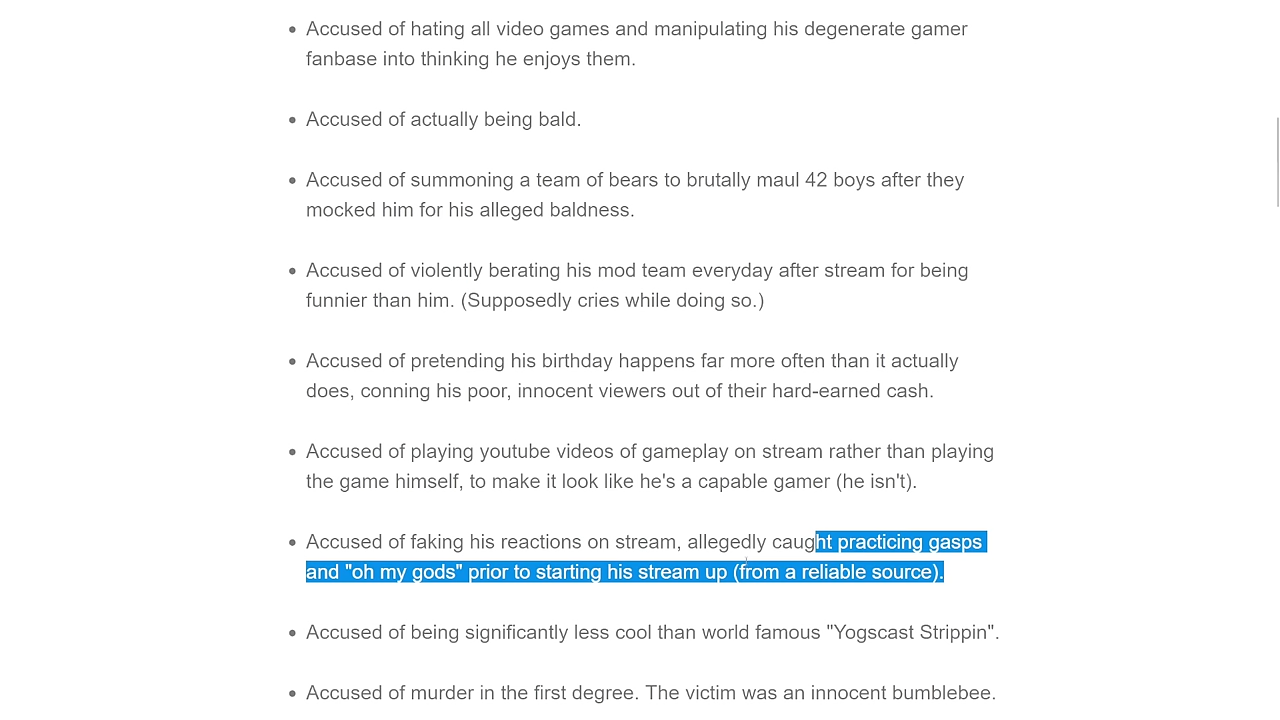 Accused of hating all video games and manipulating his degenerate gamer
fanbase into thinking he enjoys them.
Accused of actually being bald.
Accused of summoning a team of bears to brutally maul 42 boys after they
mocked him for his alleged baldness.
Accused of violently berating his mod team everyday after stream for being
funnier than him. (Supposedly cries while doing so.)
Accused of pretending his birthday happens far more often than it actually
does, conning his poor, innocent viewers out of their hard-earned cash.
Accused of playing youtube videos of gameplay on stream rather than playing
the game himself, to make it look like he's a capable gamer (he isn't).
Accused of faking his reactions on stream, allegedly caught practicing gasps
and "oh my gods" prior to starting his stream up (from a reliable source).
Accused of being significantly less cool than world famous "Yogscast Strippin".
Accused of murder in the first degree. The victim was an innocent bumblebee.